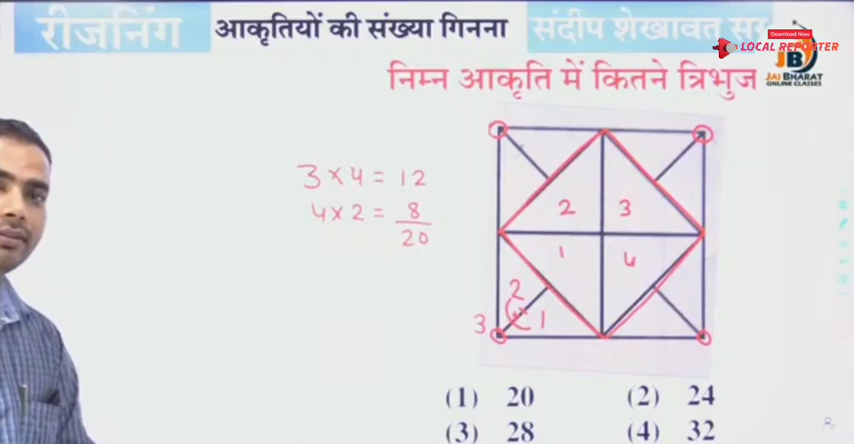 रीजनिंग आकृतियों की संख्या गिनना संदीप शेखावत सर
Download Now
LOCAL REPORTER
JB
JAI BHARAT
ONLINE CLASSES
निम्न आकृति में कितने त्रिभुज
3 × 4 = 12
4 × 2 = 8
20
2 3
1 4
2
3 1
(1) 20 (2) 24
(3) 28 (4) 32